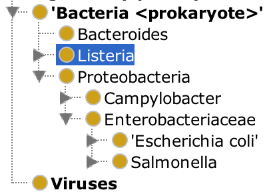 'Bacteria <prokaryote>'
Bacteroides
Listeria
Proteobacteria
Campylobacter
Enterobacteriaceae
'Escherichia coli'
Salmonella
Viruses